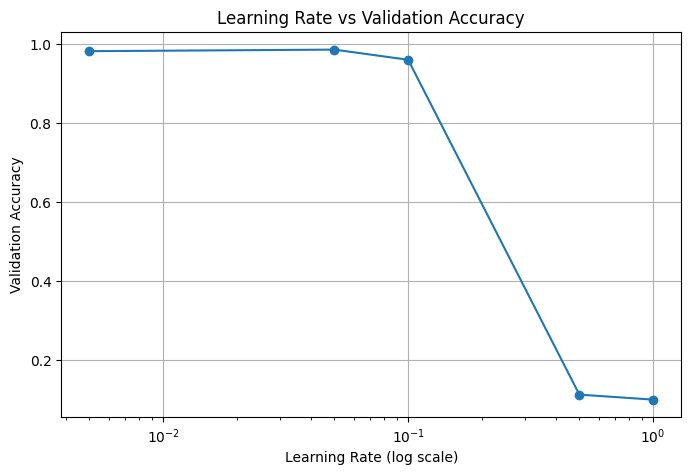 Learning Rate vs Validation Accuracy
Validation Accuracy
1.0
0.8
0.6
0.4
0.2
10⁻²
10⁻¹
10⁰
Learning Rate (log scale)